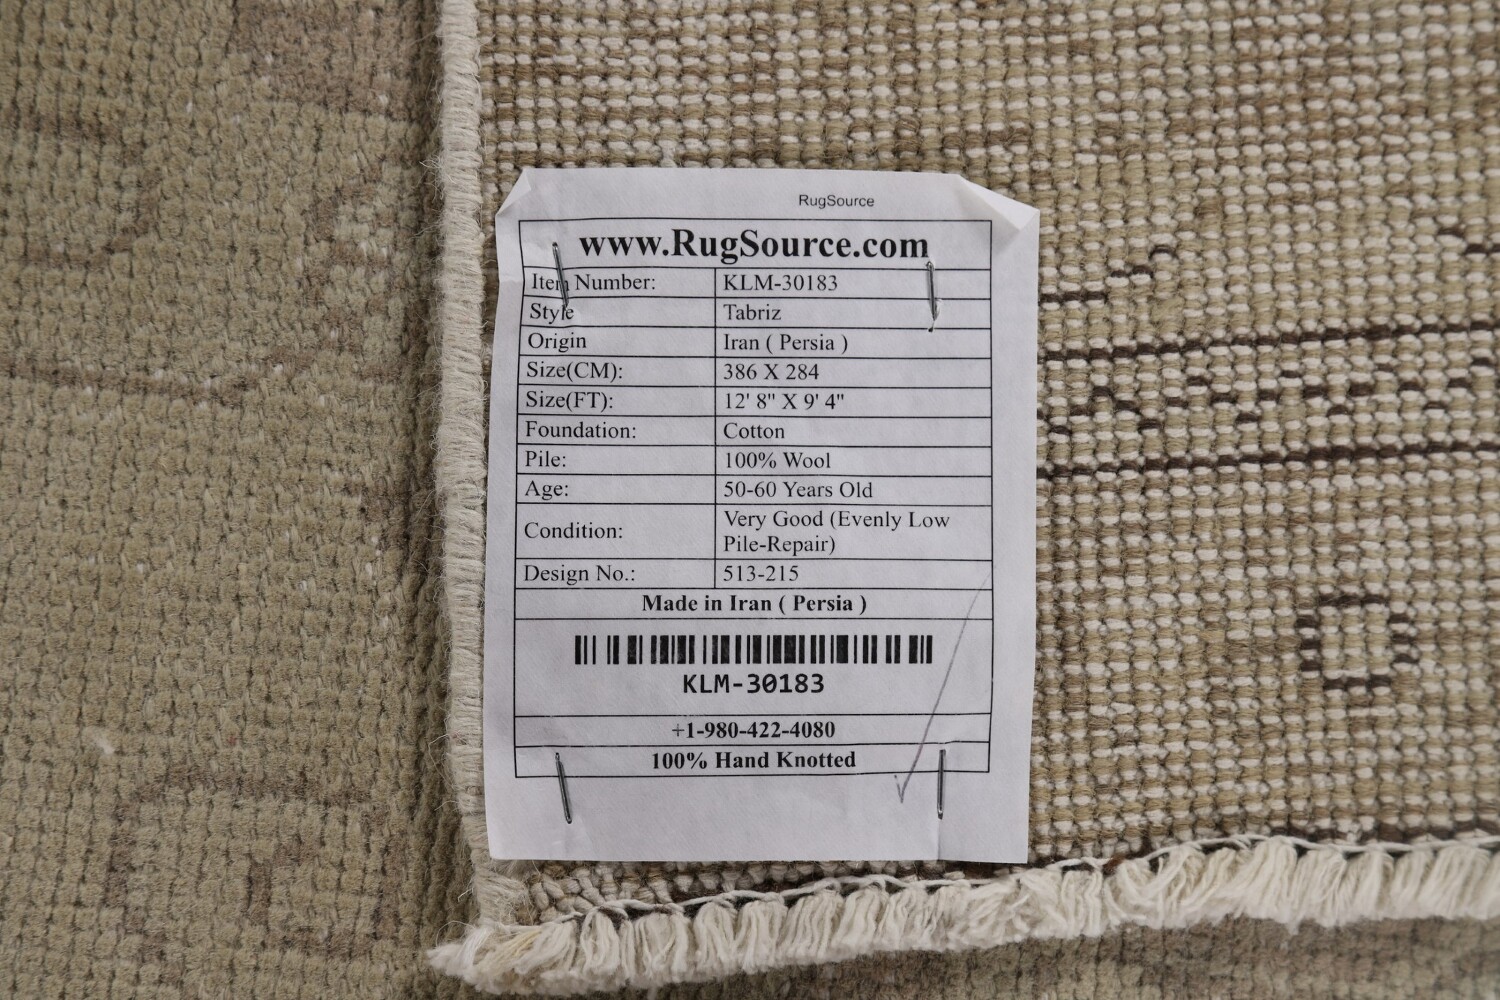 RugSource
www.RugSource.com
Item Number: KLM-30183
Style Tabriz
Origin Iran ( Persia )
Size(CM): 386 X 284
Size(FT): 12' 8" X 9' 4"
Foundation: Cotton
Pile: 100% Wool
Age: 50-60 Years Old
Condition: Very Good (Evenly Low
Pile-Repair)
Design No.: 513-215
Made in Iran ( Persia )
KLM-30183
+1-980-422-4080
100% Hand Knotted